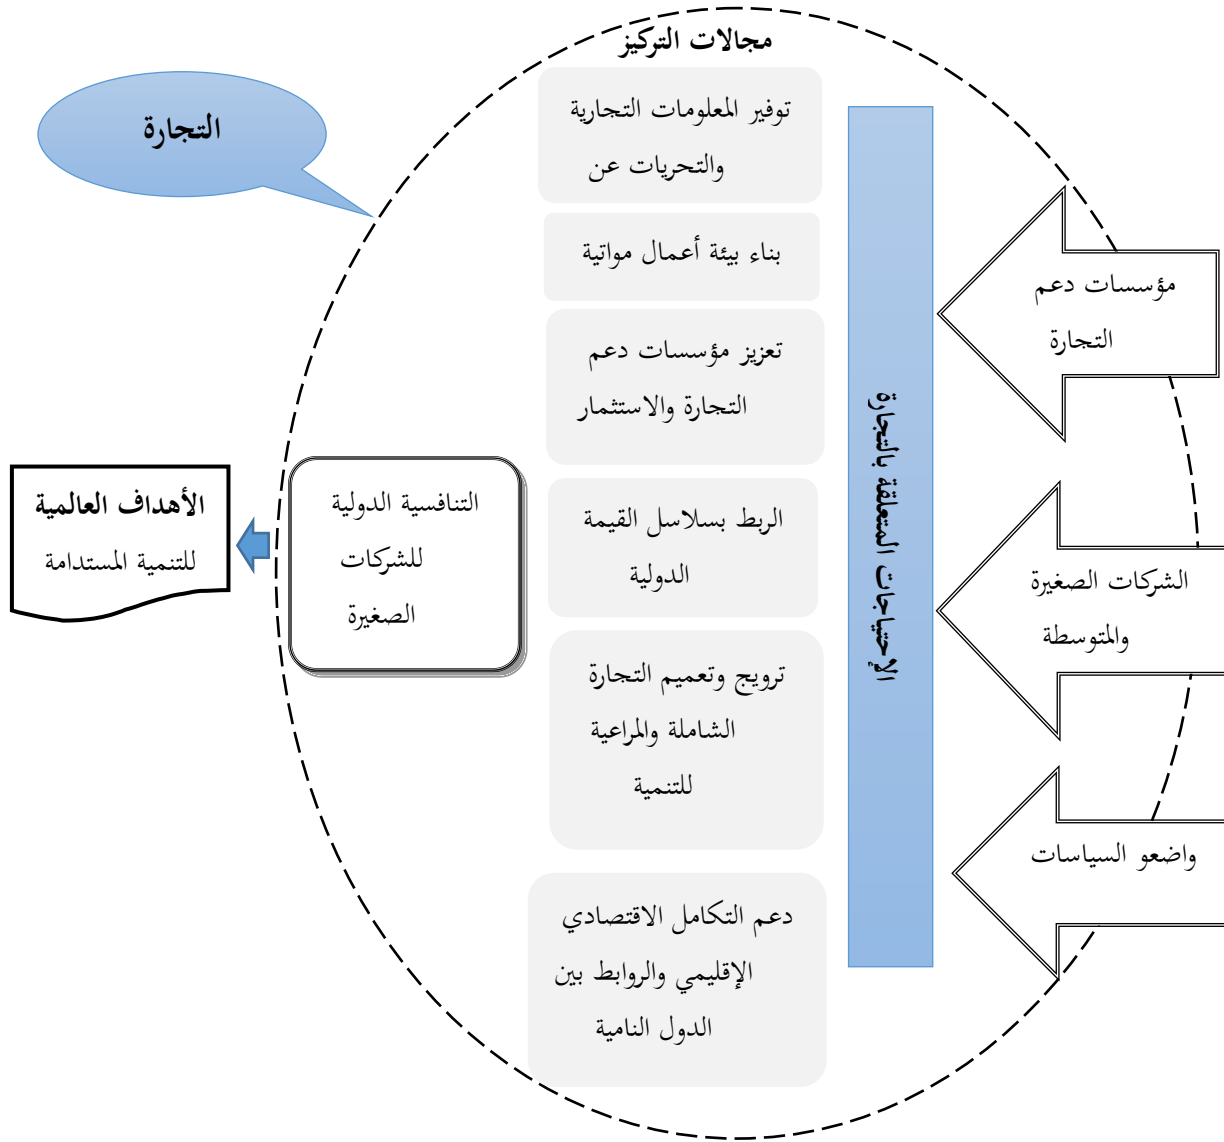 مجالات التركيز
التجارة
توفير المعلومات التجارية
والتحريات عن
بناء بيئة أعمال مواتية
تعزيز مؤسسات دعم
التجارة والاستثمار
الربط بسلاسل القيمة
الدولية
ترويج وتعميم التجارة
الشاملة والمراعية
للتنمية
دعم التكامل الاقتصادي
الإقليمي والروابط بين
الدول النامية
الإحتياجات المتعلقة بالتجارة
مؤسسات دعم
التجارة
الشركات الصغيرة
والمتوسطة
واضعو السياسات
التنافسية الدولية
للشركات
الصغيرة
الأهداف العالمية
للتنمية المستدامة